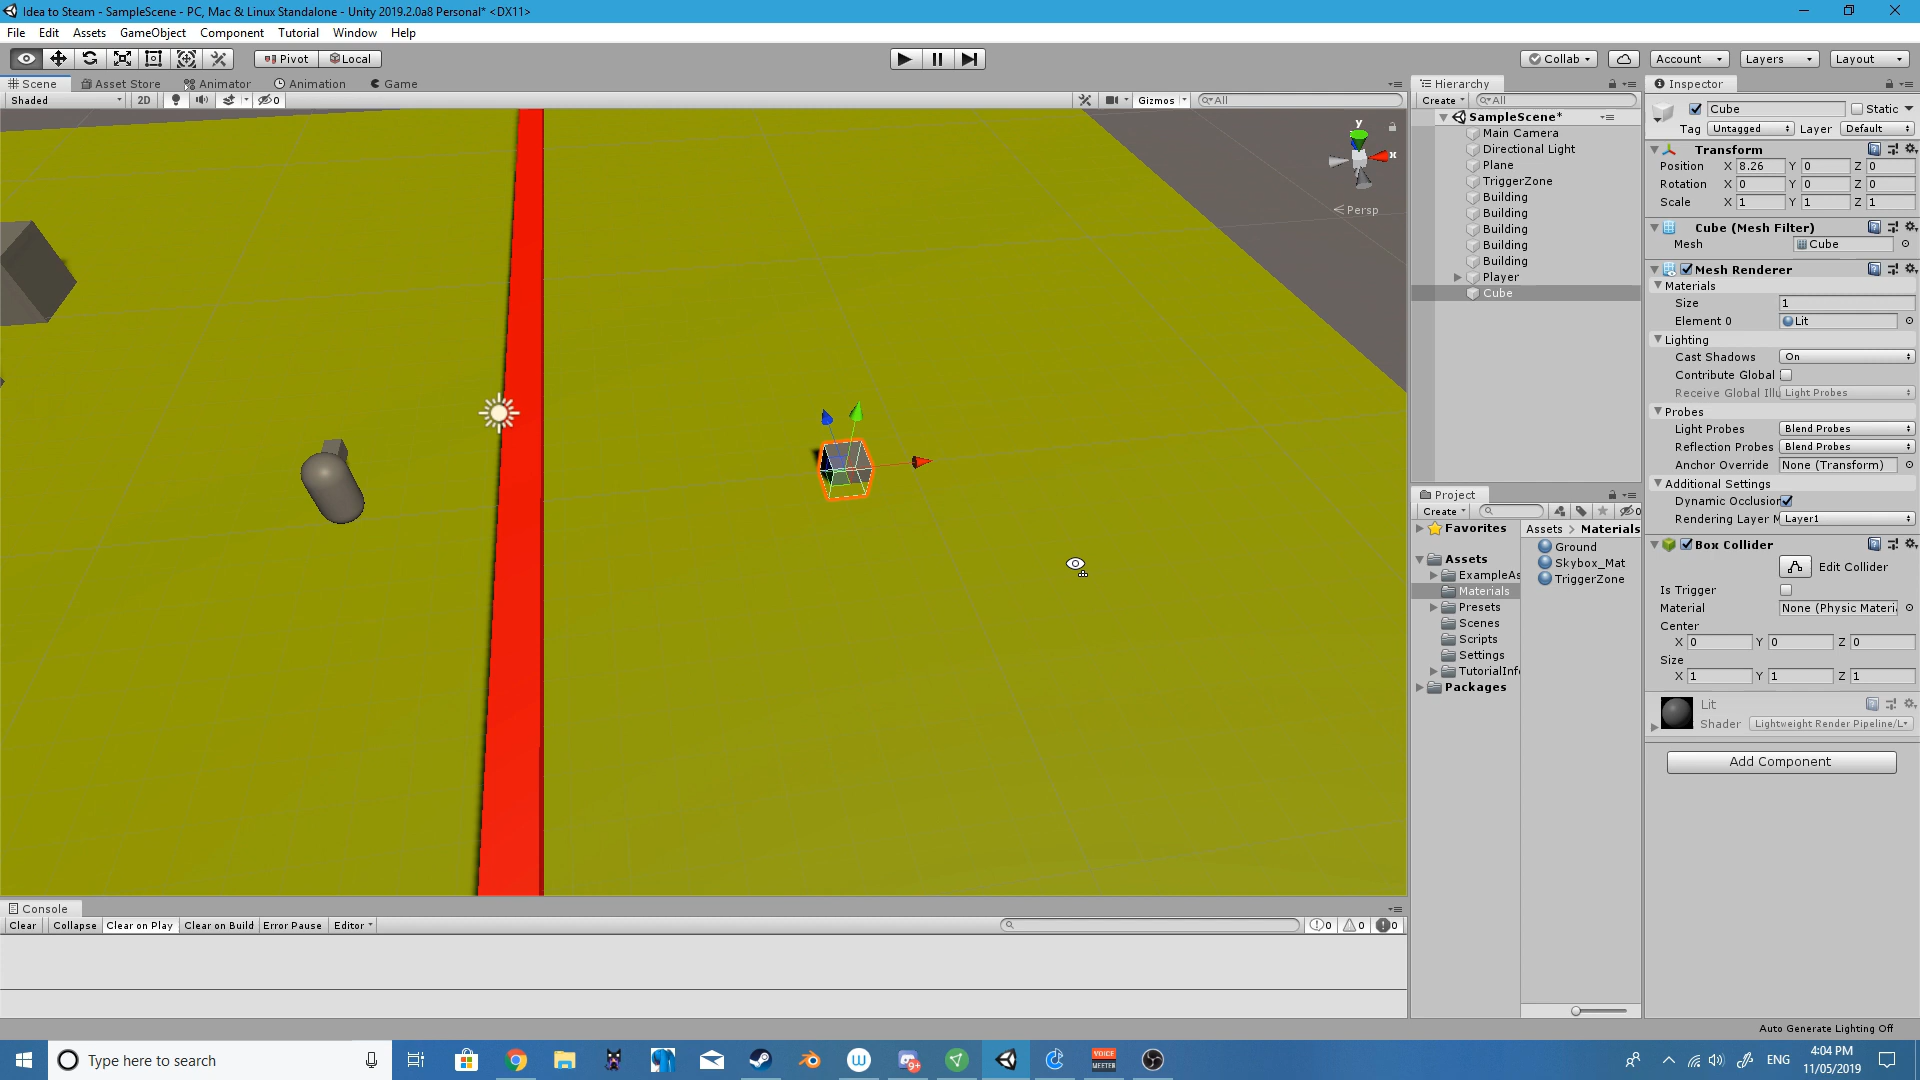 Idea to Steam - SampleScene - PC, Mac & Linux Standalone - Unity 2019.2.0a8 Personal* <DX11>
File Edit Assets GameObject Component Tutorial Window Help
Pivot Local Collab Account Layers Layout
Scene Asset Store Animator Animation Game
Shaded 2D 0 Gizmos All
y
x
Persp
Hierarchy
Create All
SampleScene*
Main Camera
Directional Light
Plane
TriggerZone
Building
Building
Building
Building
Building
Player
Cube
Project
Create 0
Favorites
Assets
ExampleAs
Materials
Presets
Scenes
Scripts
Settings
TutorialInfo
Packages
Assets > Materials
Ground
Skybox_Mat
TriggerZone
Inspector
Cube Static
Tag Untagged Layer Default
Transform
Position X 8.26 Y 0 Z 0
Rotation X 0 Y 0 Z 0
Scale X 1 Y 1 Z 1
Cube (Mesh Filter)
Mesh Cube
Mesh Renderer
Materials
Size 1
Element 0 Lit
Lighting
Cast Shadows On
Contribute Global
Receive Global Illu Light Probes
Probes
Light Probes Blend Probes
Reflection Probes Blend Probes
Anchor Override None (Transform)
Additional Settings
Dynamic Occlusion
Rendering Layer M Layer1
Box Collider
Edit Collider
Is Trigger
Material None (Physic Materi
Center
X 0 Y 0 Z 0
Size
X 1 Y 1 Z 1
Lit
Shader Lightweight Render Pipeline/L
Add Component
Console
Clear Collapse Clear on Play Clear on Build Error Pause Editor 0 0 0
Auto Generate Lighting Off
Type here to search
9+
VOICE
MEETER
ENG
4:04 PM
11/05/2019